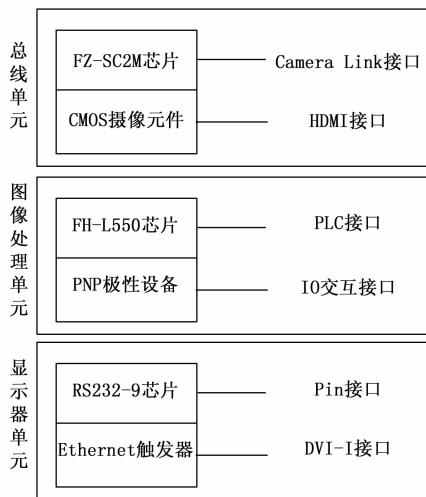 总线单元
FZ-SC2M芯片
Camera Link接口
CMOS摄像元件
HDMI接口
图像处理单元
FH-L550芯片
PLC接口
PNP极性设备
IO交互接口
显示器单元
RS232-9芯片
Pin接口
Ethernet触发器
DVI-I接口